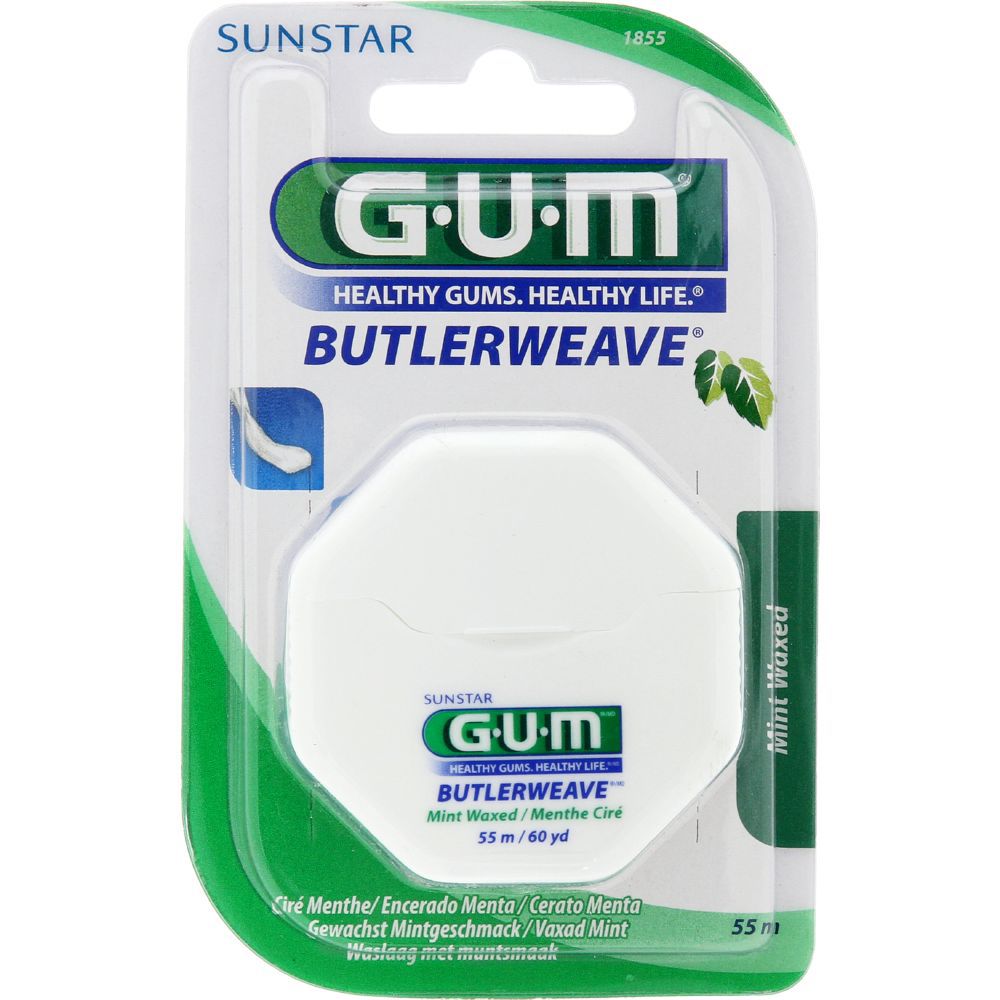 SUNSTAR
1855
G·U·M®
HEALTHY GUMS. HEALTHY LIFE.®
BUTLERWEAVE®
Mint Waxed
SUNSTAR
G·U·M
HEALTHY GUMS. HEALTHY LIFE.
BUTLERWEAVE
Mint Waxed / Menthe Ciré
55 m / 60 yd
Ciré Menthe/ Encerado Menta / Cerato Menta
Gewachst Mintgeschmack / Vaxad Mint
Waslaag met muntsmaak
55 m